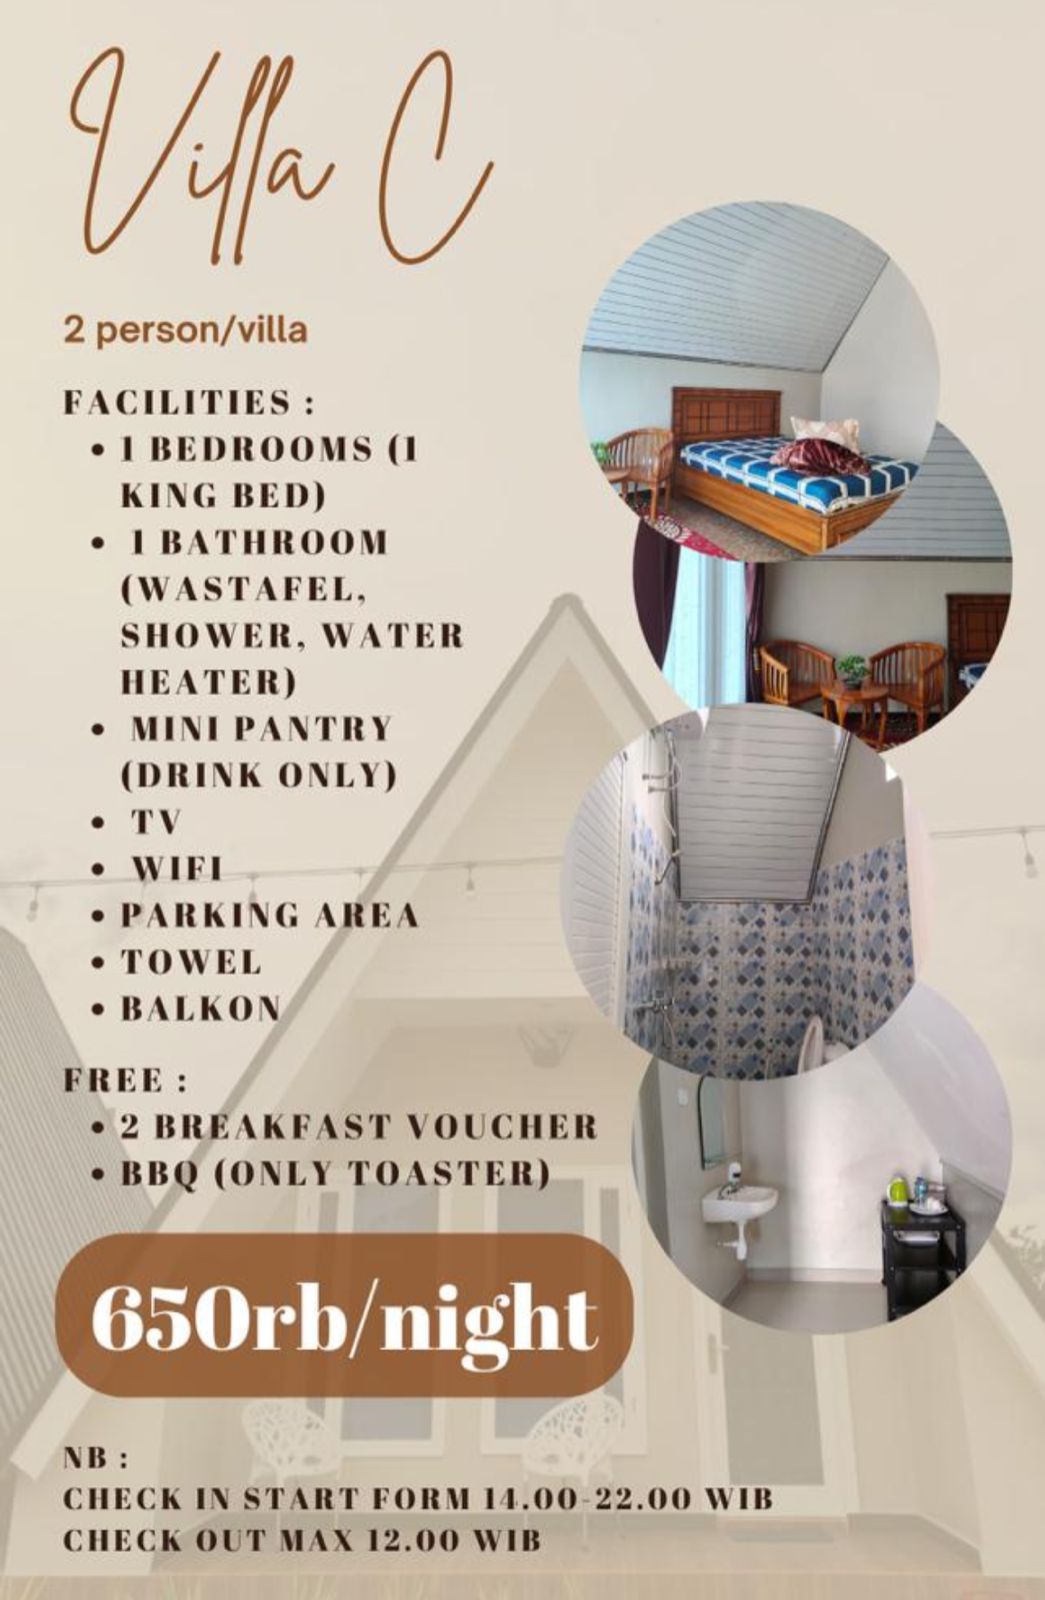 Villa C
2 person/villa
FACILITIES :
• 1 BEDROOMS (1
KING BED)
• 1 BATHROOM
(WASTAFEL,
SHOWER, WATER
HEATER)
• MINI PANTRY
(DRINK ONLY)
• TV
• WIFI
• PARKING AREA
• TOWEL
• BALKON
FREE :
• 2 BREAKFAST VOUCHER
• BBQ (ONLY TOASTER)
650rb/night
NB :
CHECK IN START FORM 14.00-22.00 WIB
CHECK OUT MAX 12.00 WIB